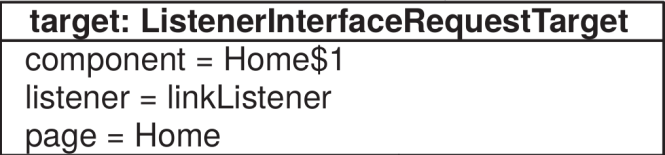 target: ListenerInterfaceRequestTarget
component = Home$1
listener = linkListener
page = Home